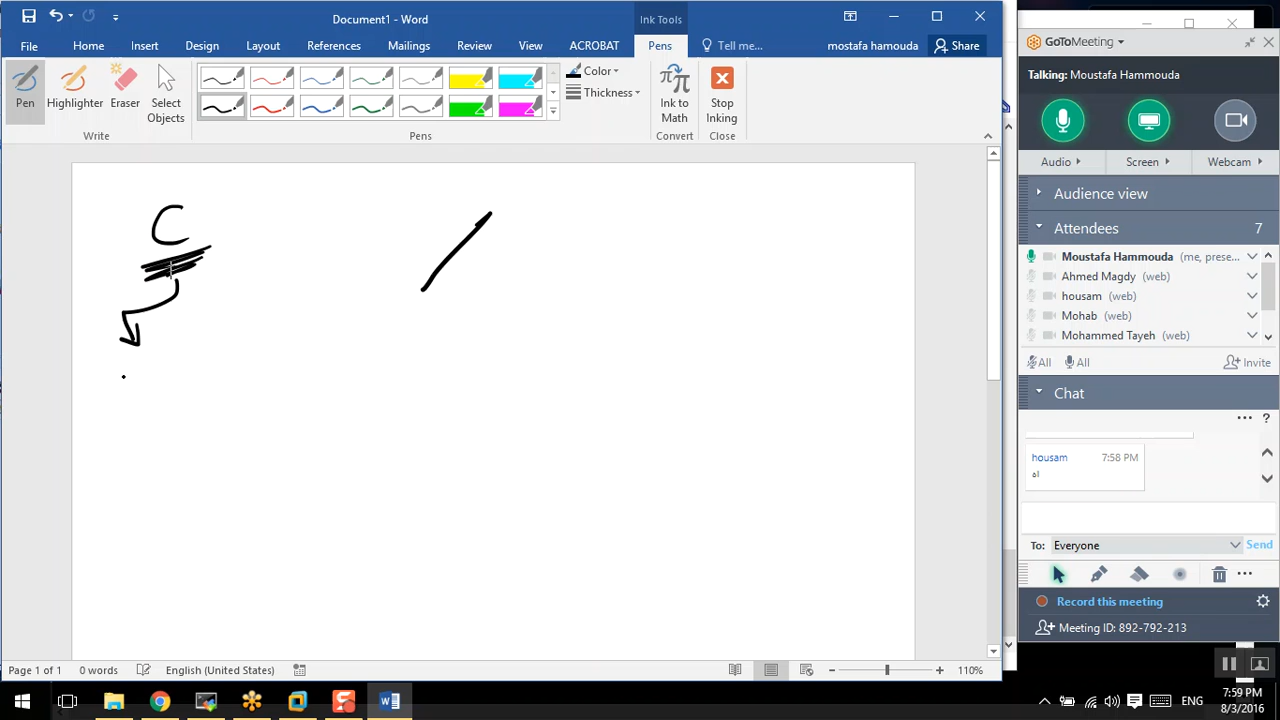 Document1 - Word
Ink Tools
File
Home
Insert
Design
Layout
References
Mailings
Review
View
ACROBAT
Pens
Tell me...
mostafa hamouda
Share
Pen
Highlighter
Eraser
Select Objects
Color
Thickness
Ink to Math
Stop Inking
Write
Pens
Convert
Close
C
Page 1 of 1
0 words
English (United States)
110%
GoToMeeting
Talking: Moustafa Hammouda
Audio
Screen
Webcam
Audience view
Attendees 7
Moustafa Hammouda (me, prese...
Ahmed Magdy (web)
housam (web)
Mohab (web)
Mohammed Tayeh (web)
All
All
Invite
Chat
... ?
housam 7:58 PM
اه
To: Everyone
Send
Record this meeting
Meeting ID: 892-792-213
ENG
7:59 PM
8/3/2016